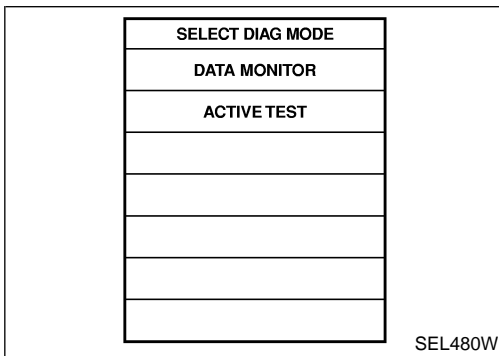 SELECT DIAG MODE
DATA MONITOR
ACTIVE TEST
SEL480W